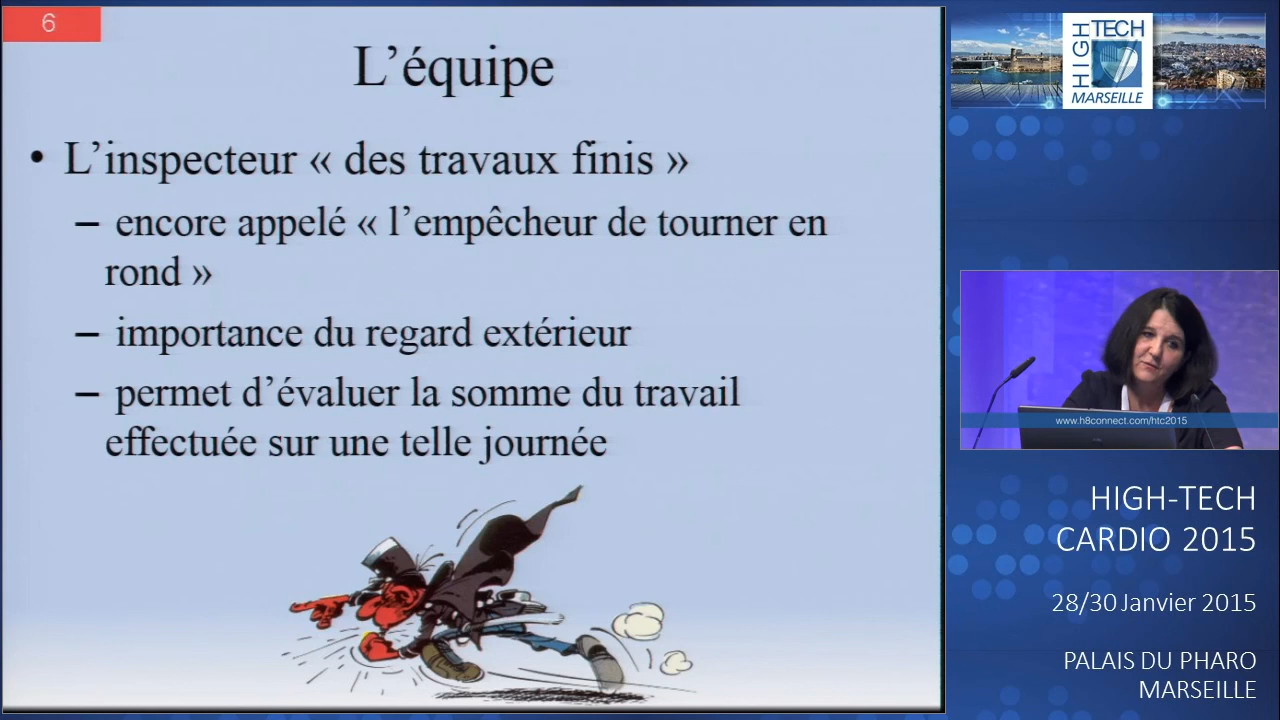 6
L’équipe
• L’inspecteur « des travaux finis »
– encore appelé « l’empêcheur de tourner en
rond »
– importance du regard extérieur
– permet d’évaluer la somme du travail
effectuée sur une telle journée
HIGH
TECH
MARSEILLE
www.h8connect.com/htc2015
HIGH-TECH
CARDIO 2015
28/30 Janvier 2015
PALAIS DU PHARO
MARSEILLE